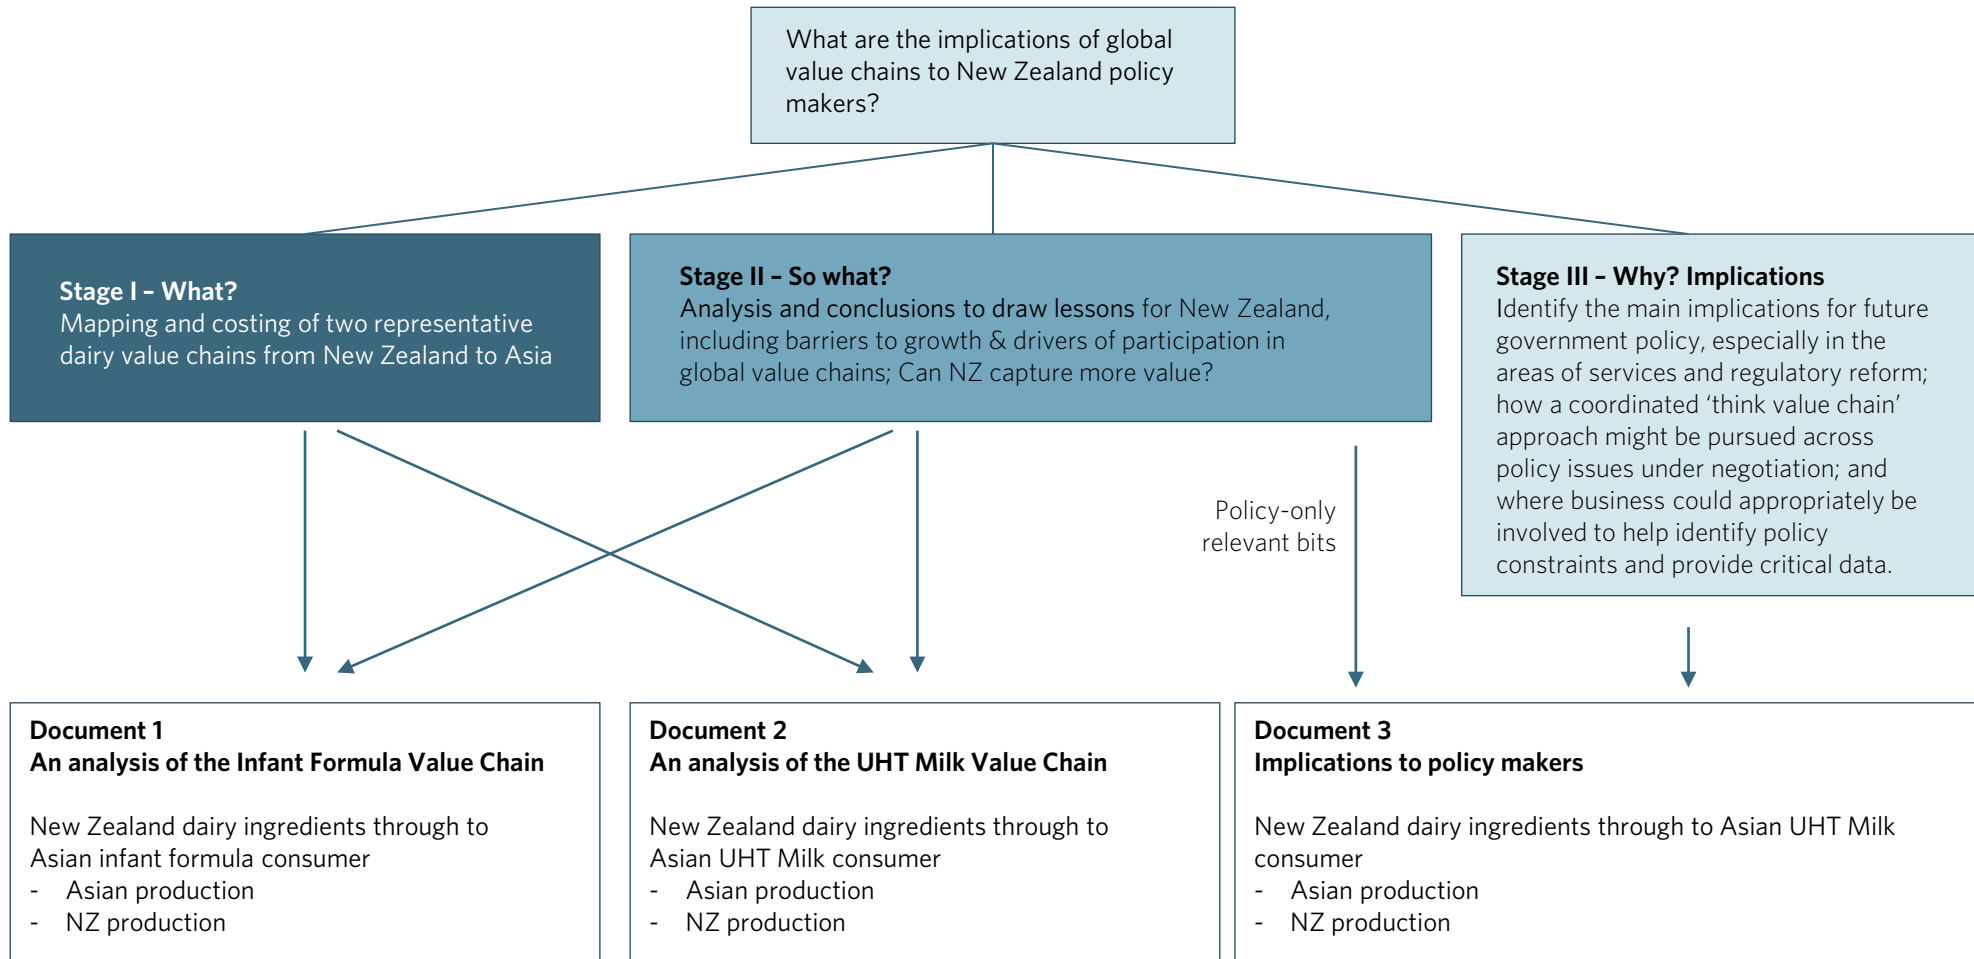 What are the implications of global
value chains to New Zealand policy
makers?
Stage I – What?
Mapping and costing of two representative
dairy value chains from New Zealand to Asia
Stage II – So what?
Analysis and conclusions to draw lessons for New Zealand,
including barriers to growth & drivers of participation in
global value chains; Can NZ capture more value?
Stage III – Why? Implications
Identify the main implications for future
government policy, especially in the
areas of services and regulatory reform;
how a coordinated ‘think value chain’
approach might be pursued across
policy issues under negotiation; and
where business could appropriately be
involved to help identify policy
constraints and provide critical data.
Policy-only
relevant bits
Document 1
An analysis of the Infant Formula Value Chain
New Zealand dairy ingredients through to
Asian infant formula consumer
- Asian production
- NZ production
Document 2
An analysis of the UHT Milk Value Chain
New Zealand dairy ingredients through to
Asian UHT Milk consumer
- Asian production
- NZ production
Document 3
Implications to policy makers
New Zealand dairy ingredients through to Asian UHT Milk
consumer
- Asian production
- NZ production